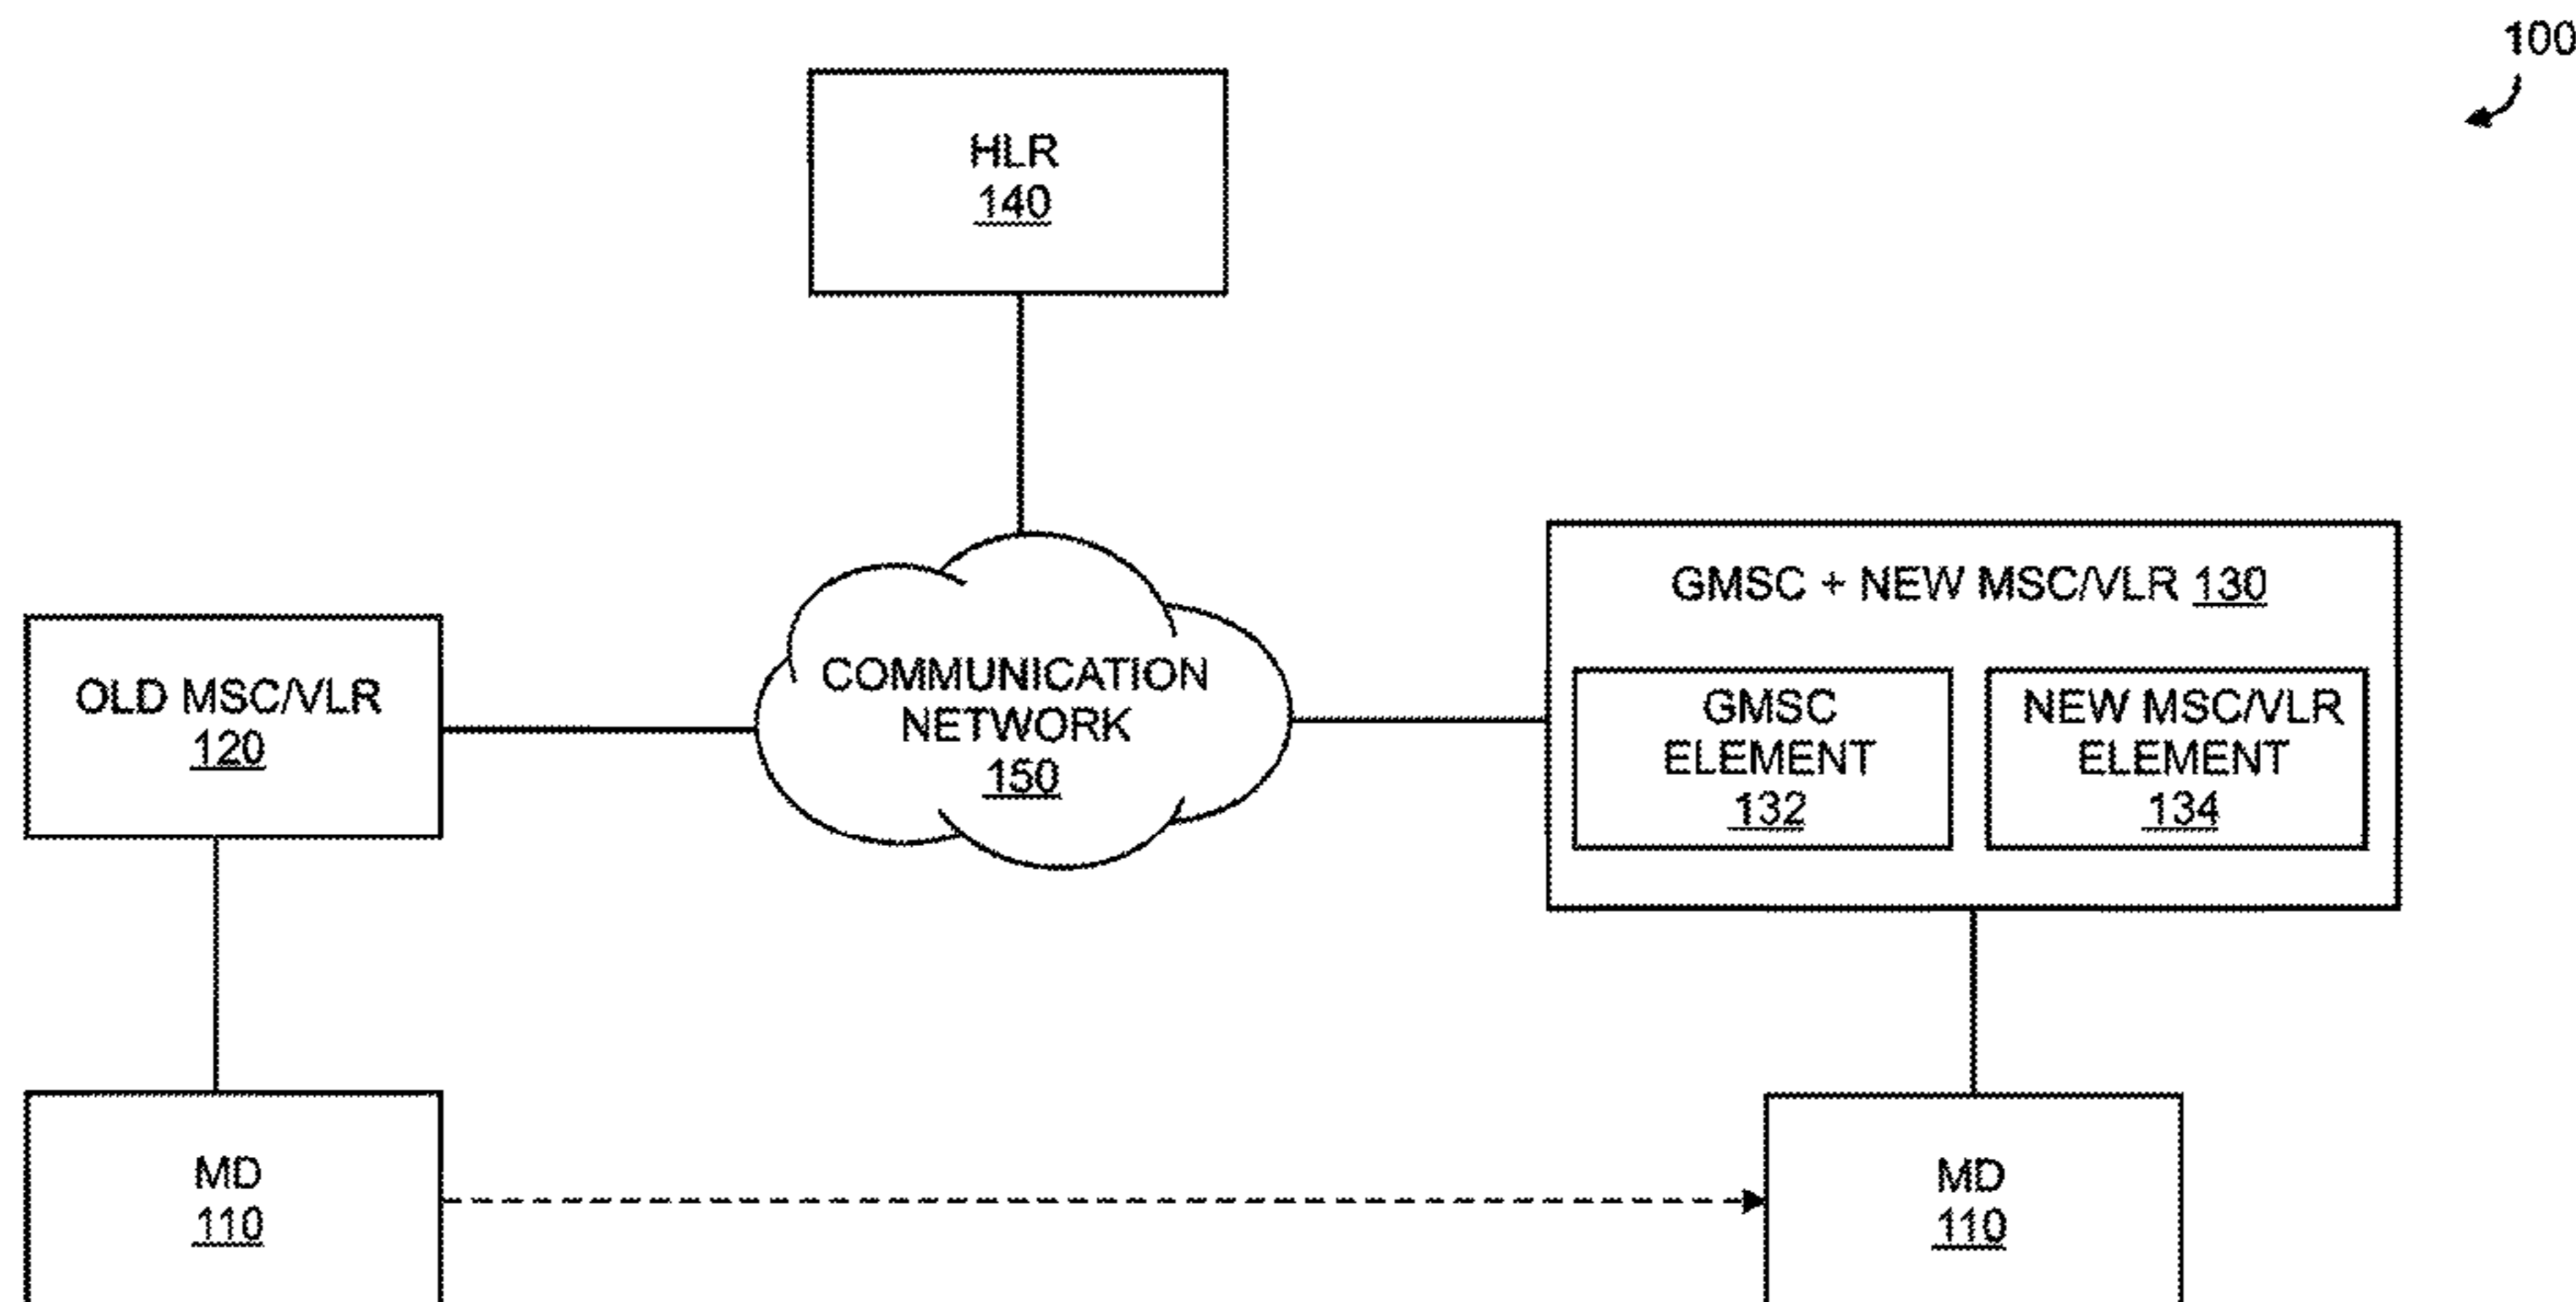 100
HLR
140
GMSC + NEW MSC/VLR 130
OLD MSC/VLR
120
COMMUNICATION
NETWORK
150
GMSC
ELEMENT
132
NEW MSC/VLR
ELEMENT
134
MD
110
MD
110